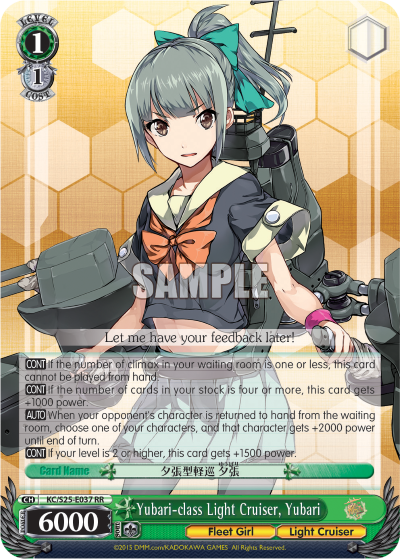 LEVEL
1
1
COST
SAMPLE
Let me have your feedback later!
CONT If the number of climax in your waiting room is one or less, this card
cannot be played from hand.
CONT If the number of cards in your stock is four or more, this card gets
+1000 power.
AUTO When your opponent's character is returned to hand from the waiting
room, choose one of your characters, and that character gets +2000 power
until end of turn.
CONT If your level is 2 or higher, this card gets +1500 power.
Card Name 夕張型軽巡 夕張
CH KC/S25-E037 RR
Yubari-class Light Cruiser, Yubari
POWER
6000
SOUL
Fleet Girl Light Cruiser
©2015 DMM.com/KADOKAWA GAMES All Rights Reserved.